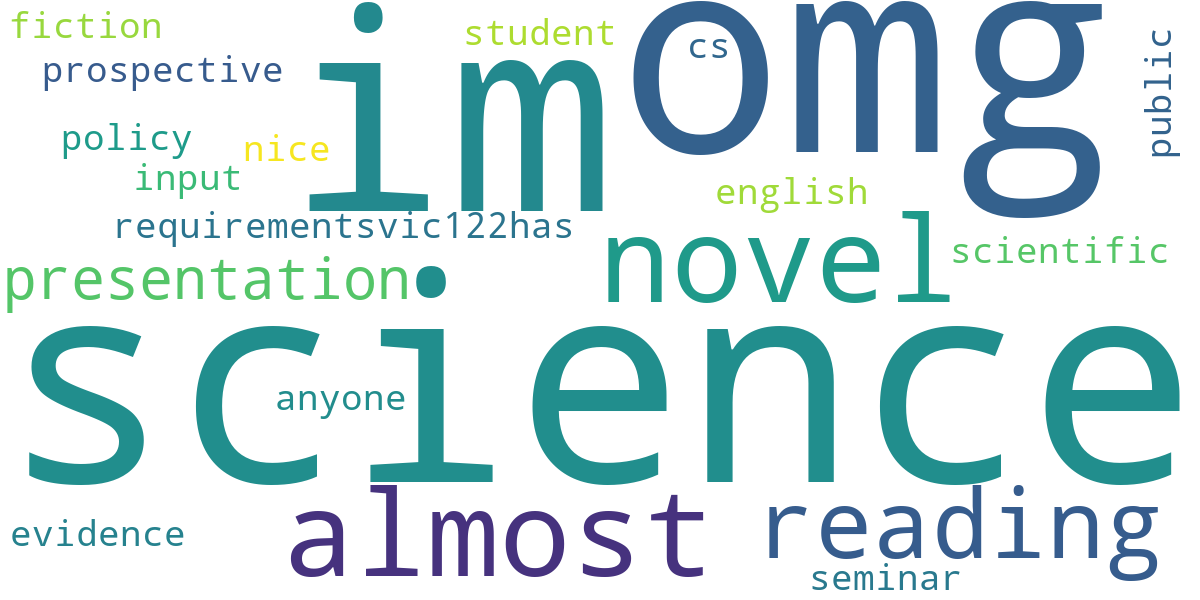 fiction
im
omg
student
cs
prospective
public
policy
nice
input
english
requirementsvic122has
novel
scientific
presentation
science
anyone
almost
reading
evidence
seminar